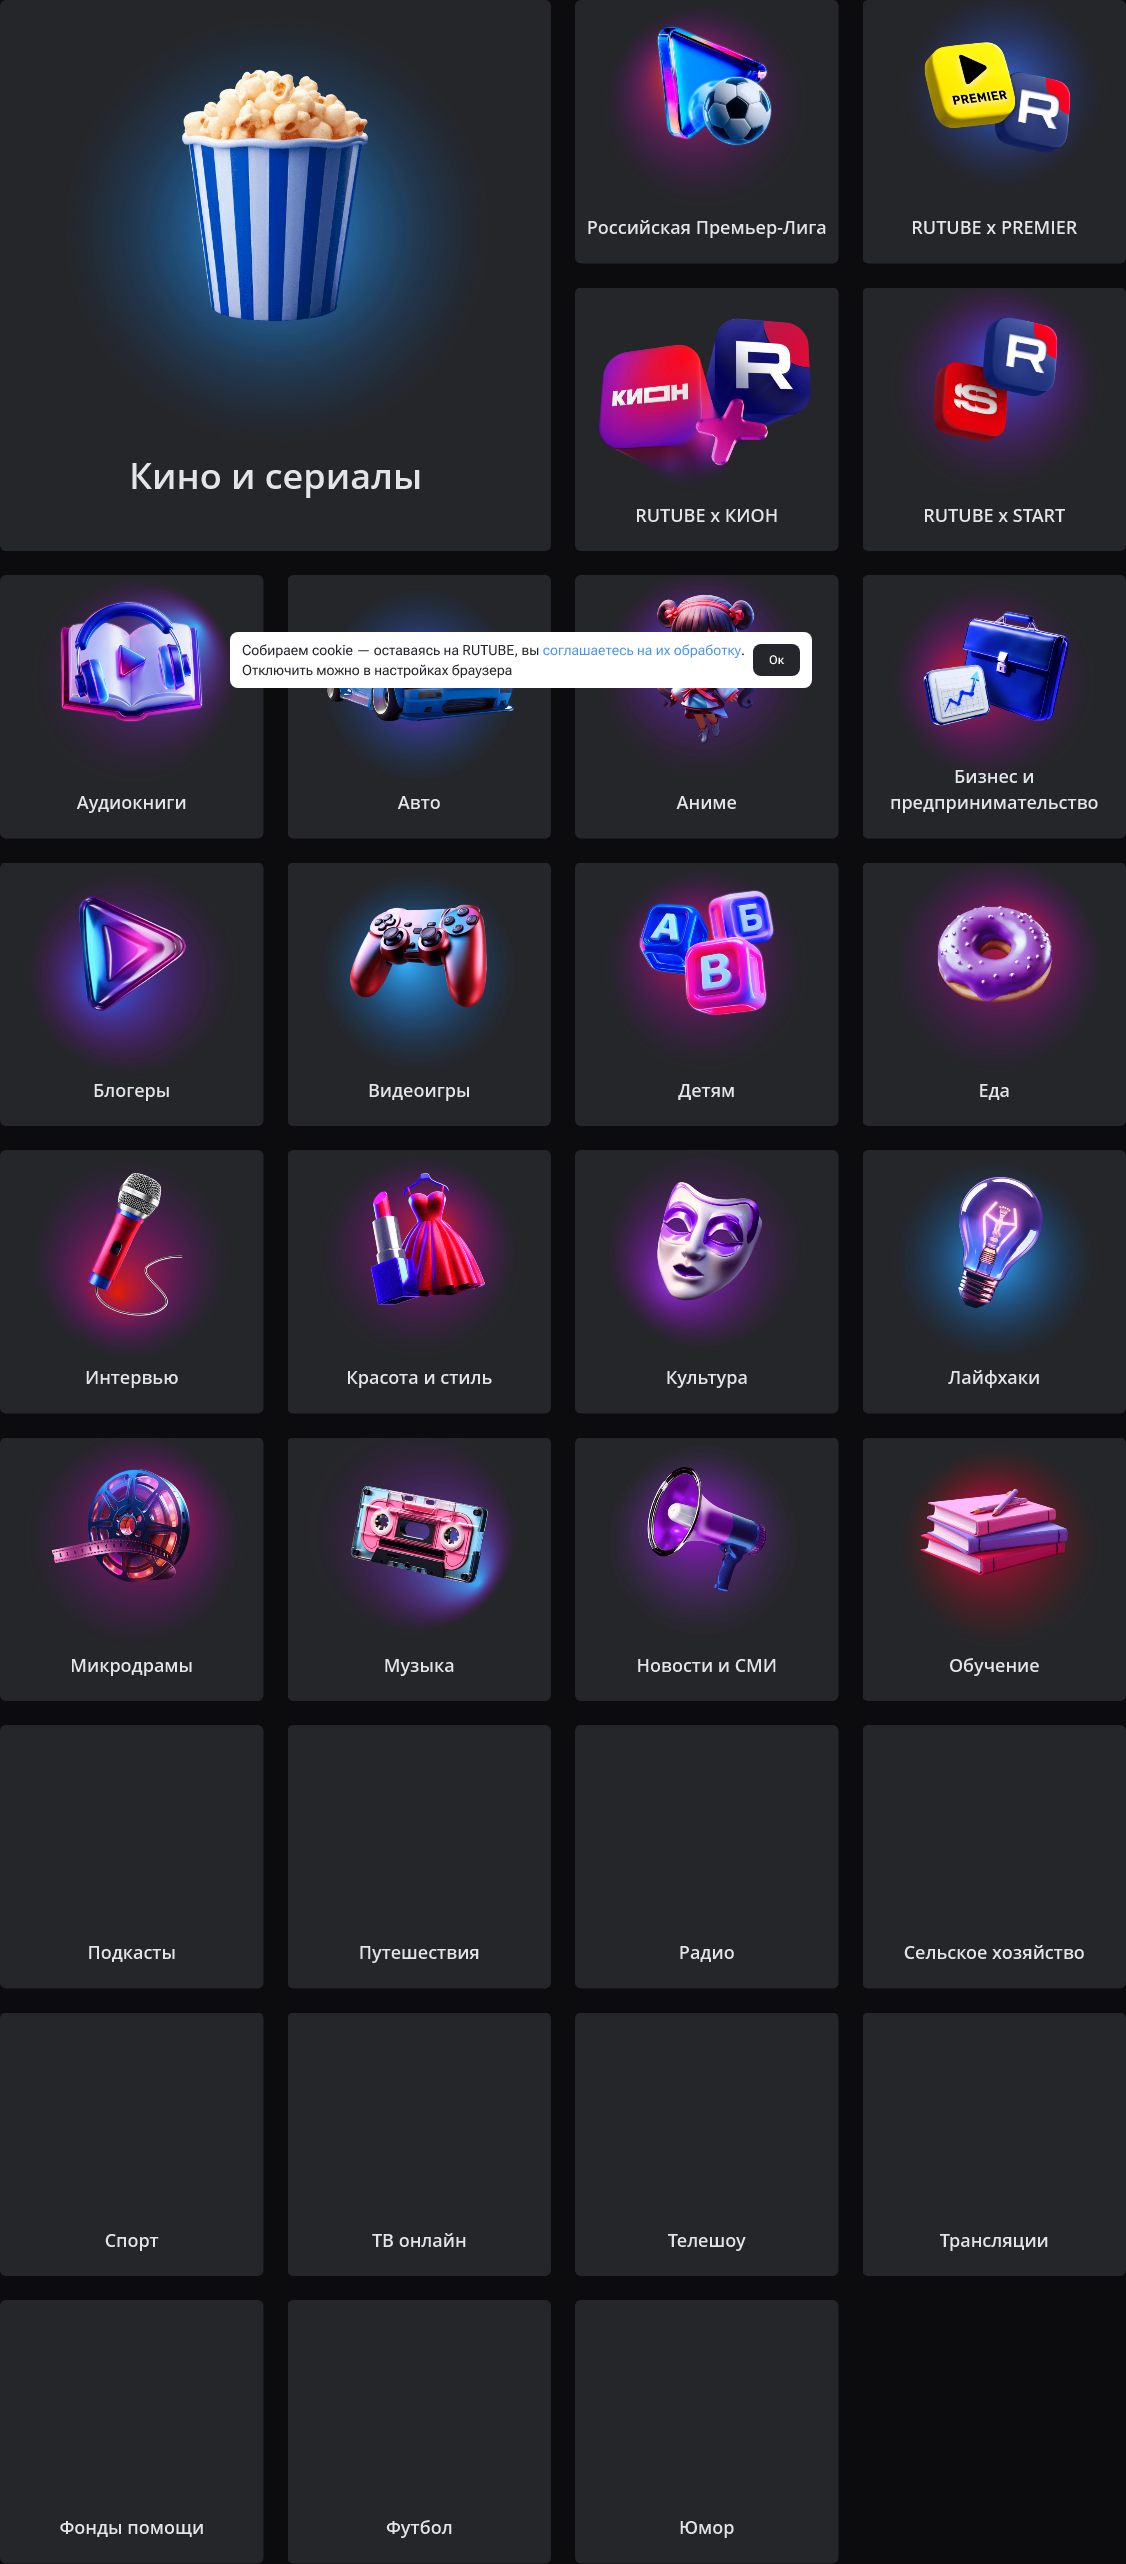 Российская Премьер-Лига
PREMIER
R
RUTUBE x PREMIER
Кино и сериалы
КИОН
R
RUTUBE x КИОН
S
R
RUTUBE x START
Собираем cookie — оставаясь на RUTUBE, вы соглашаетесь на их обработку.
Отключить можно в настройках браузера
Ок
Аудиокниги
Авто
Аниме
Бизнес и
предпринимательство
Блогеры
Видеоигры
А
Б
В
Детям
Еда
Интервью
Красота и стиль
Культура
Лайфхаки
Микродрамы
Музыка
Новости и СМИ
Обучение
Подкасты
Путешествия
Радио
Сельское хозяйство
Спорт
ТВ онлайн
Телешоу
Трансляции
Фонды помощи
Футбол
Юмор